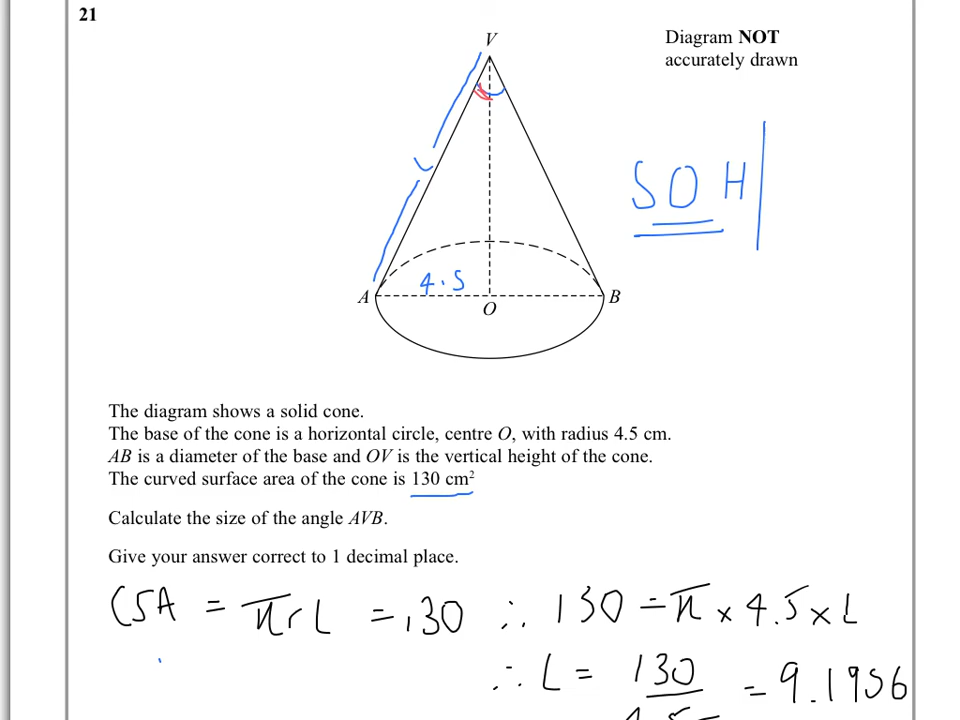 21
V
Diagram NOT
accurately drawn
SOH
L
4.5
A
O
B
The diagram shows a solid cone.
The base of the cone is a horizontal circle, centre O, with radius 4.5 cm.
AB is a diameter of the base and OV is the vertical height of the cone.
The curved surface area of the cone is 130 cm²
Calculate the size of the angle AVB.
Give your answer correct to 1 decimal place.
CSA = πrL = 130 ∴ 130 = π × 4.5 × L
∴ L = 130 = 9.1956